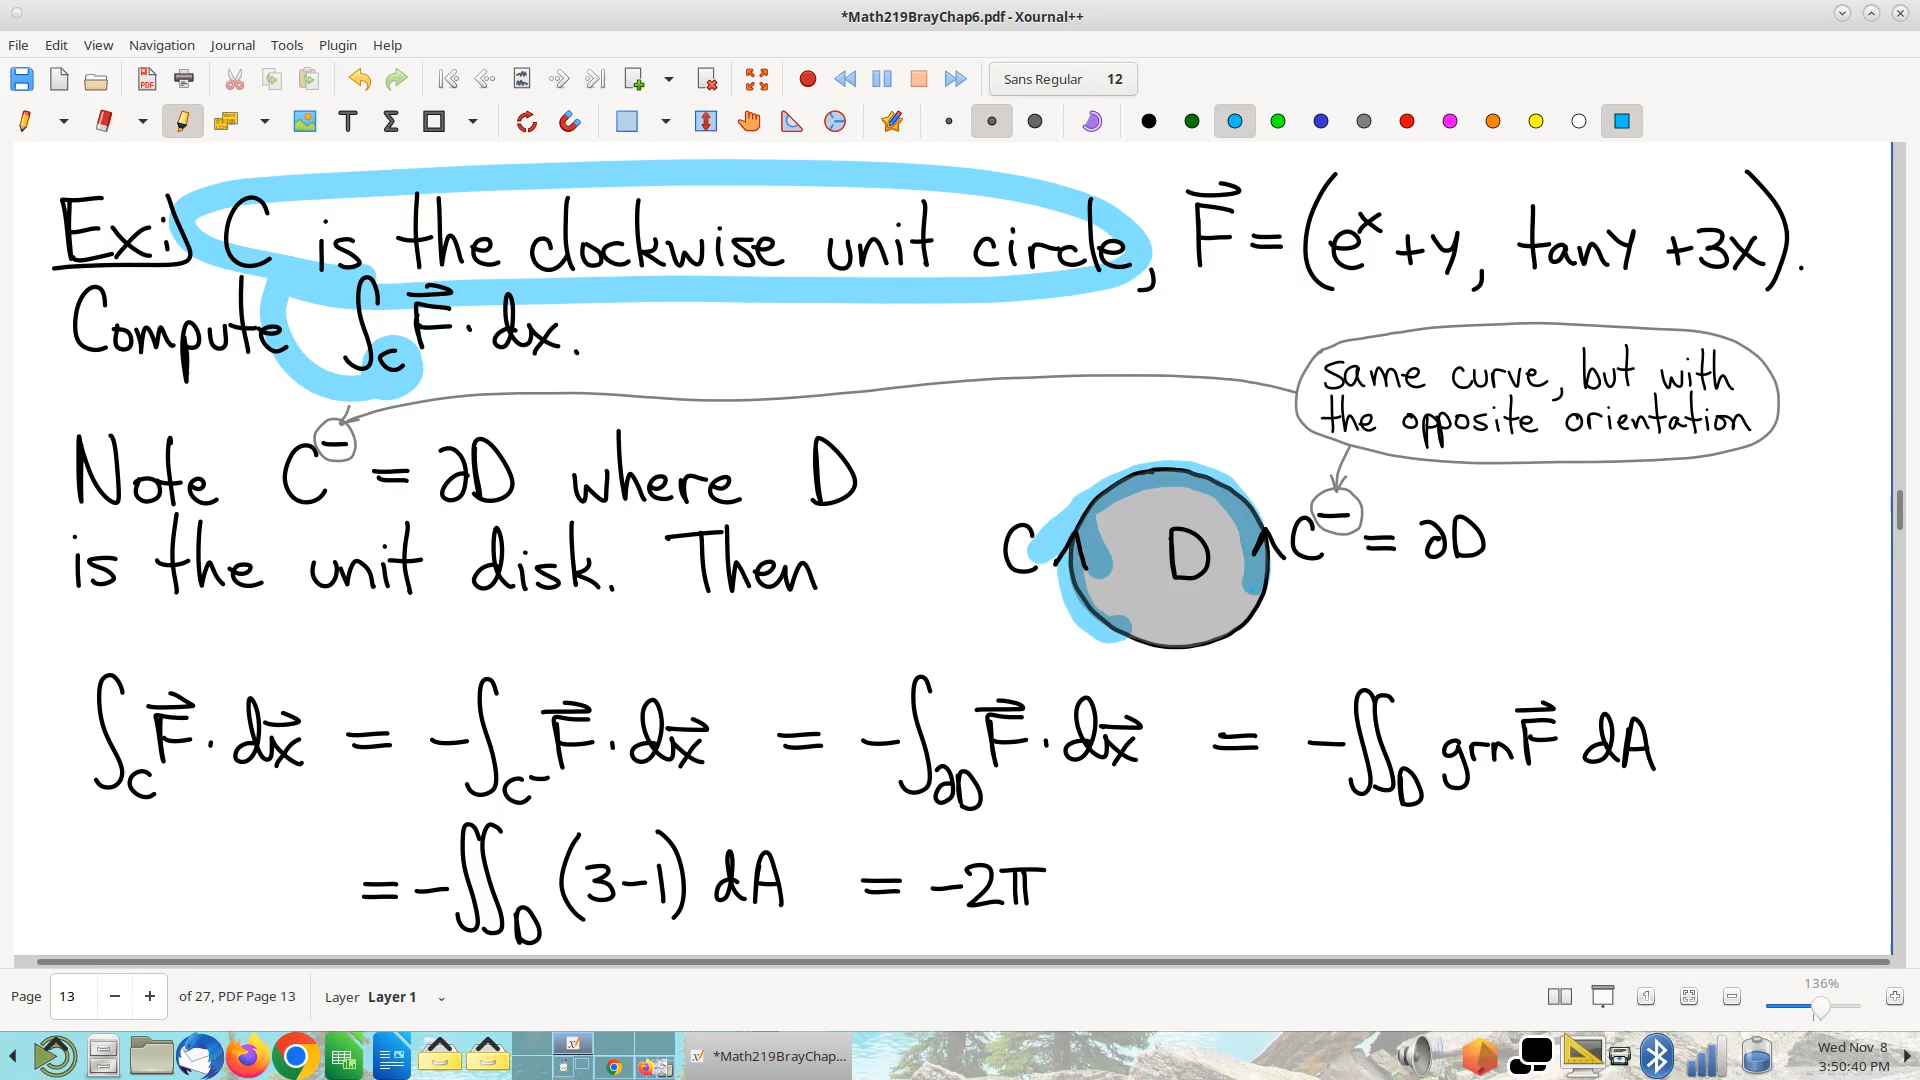 *Math219BrayChap6.pdf - Xournal++
File Edit View Navigation Journal Tools Plugin Help
Sans Regular 12
Ex:) C is the clockwise unit circle, F⃗ = (eˣ + y, tan y + 3x).
Compute ∫_C F⃗ · dx.
same curve, but with
the opposite orientation
Note C⁻ = ∂D where D
is the unit disk. Then
C D C⁻ = ∂D
∫_C F⃗ · dx⃗ = -∫_C⁻ F⃗ · dx⃗ = -∫_∂D F⃗ · dx⃗ = -∬_D grn F⃗ dA
= -∬_D (3-1) dA = -2π
136%
Page 13 of 27, PDF Page 13 Layer Layer 1
*Math219BrayChap...
Wed Nov 8
3:50:40 PM